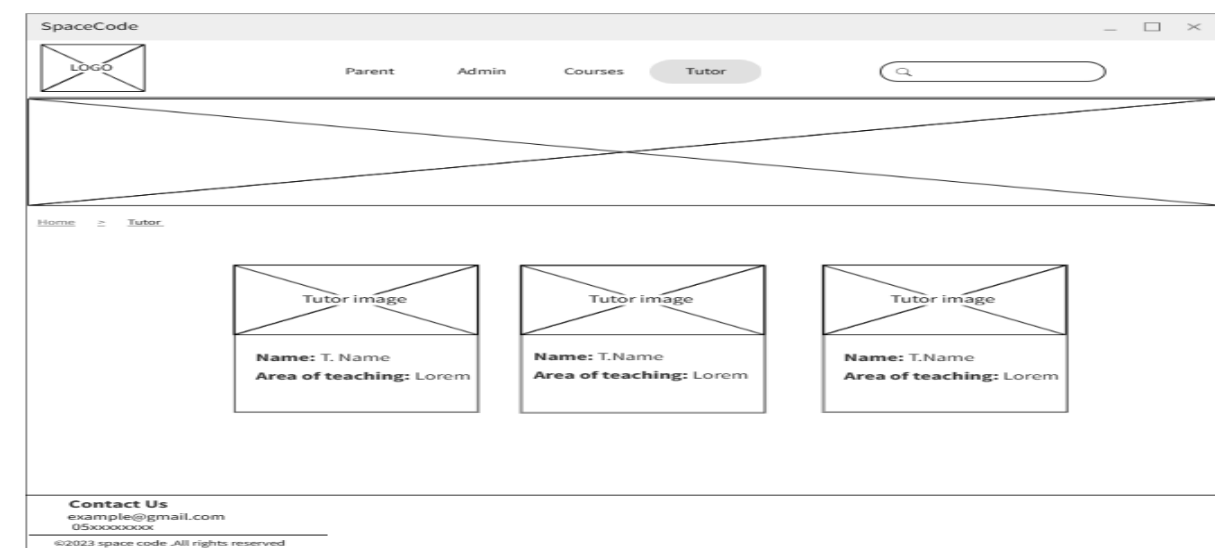 SpaceCode
LOGO
Parent Admin Courses Tutor
Home > Tutor
Tutor image Tutor image Tutor image
Name: T. Name Name: T.Name Name: T.Name
Area of teaching: Lorem Area of teaching: Lorem Area of teaching: Lorem
Contact Us
example@gmail.com
05xxxxxxxx
©2023 space code .All rights reserved